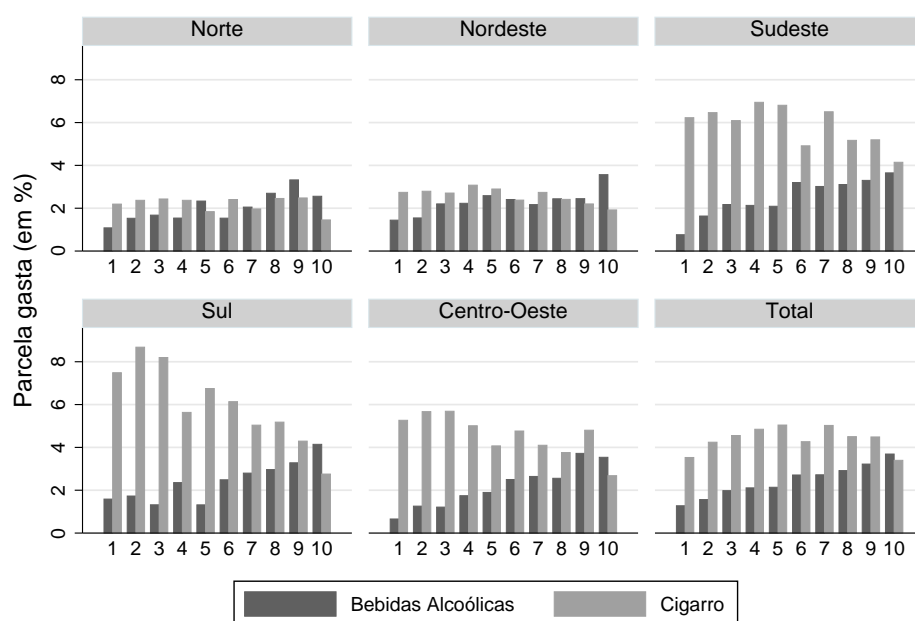 Parcela gasta (em %)
Norte
Nordeste
Sudeste
8
6
4
2
0
1 2 3 4 5 6 7 8 9 10
1 2 3 4 5 6 7 8 9 10
1 2 3 4 5 6 7 8 9 10
Sul
Centro-Oeste
Total
8
6
4
2
0
1 2 3 4 5 6 7 8 9 10
1 2 3 4 5 6 7 8 9 10
1 2 3 4 5 6 7 8 9 10
Bebidas Alcoólicas
Cigarro